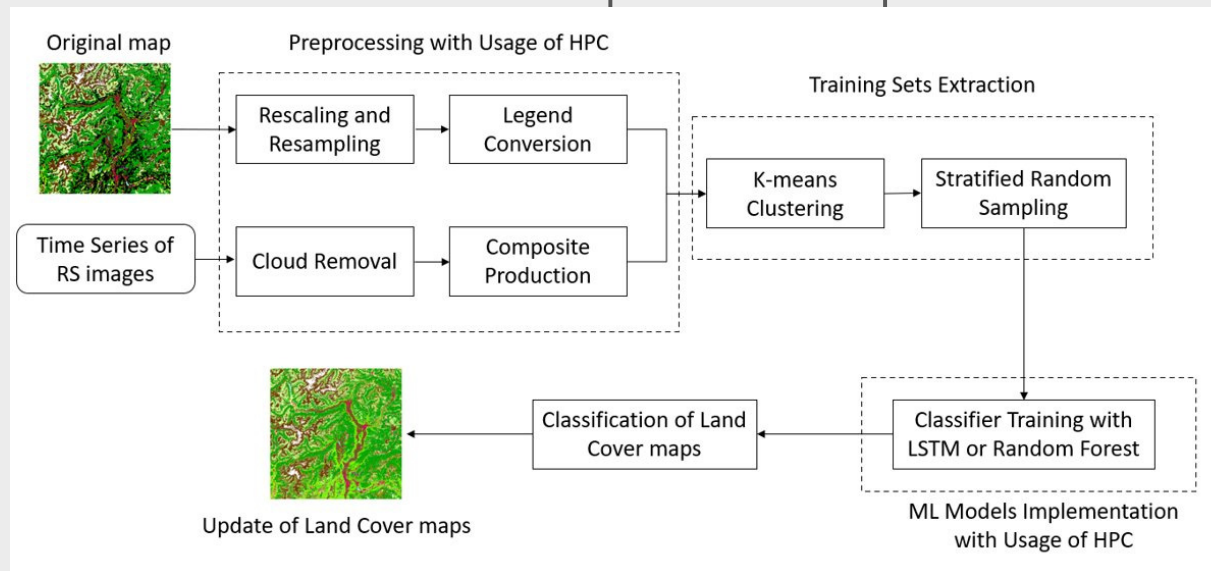 Original map
Preprocessing with Usage of HPC
Training Sets Extraction
Rescaling and
Resampling
Legend
Conversion
K-means
Clustering
Stratified Random
Sampling
Time Series of
RS images
Cloud Removal
Composite
Production
Classification of Land
Cover maps
Classifier Training with
LSTM or Random Forest
Update of Land Cover maps
ML Models Implementation
with Usage of HPC